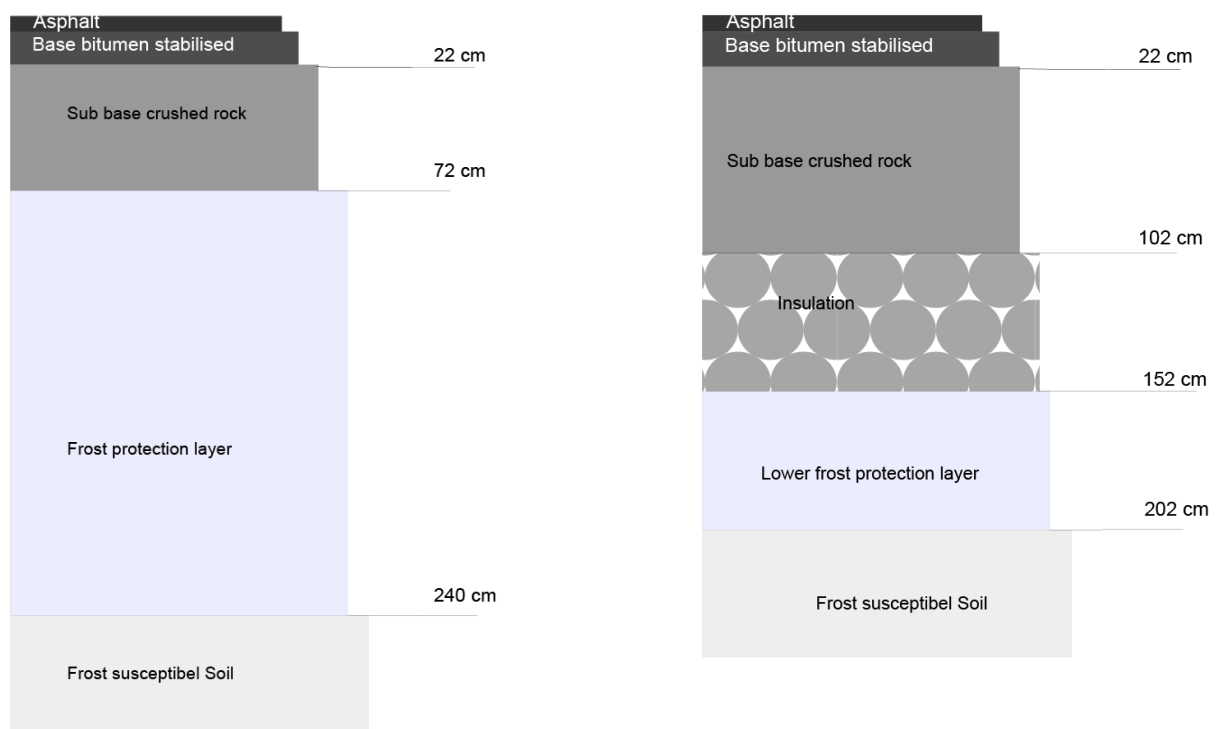 Asphalt
Base bitumen stabilised
22 cm
Sub base crushed rock
72 cm
Frost protection layer
240 cm
Frost susceptibel Soil
Asphalt
Base bitumen stabilised
22 cm
Sub base crushed rock
102 cm
Insulation
152 cm
Lower frost protection layer
202 cm
Frost susceptibel Soil